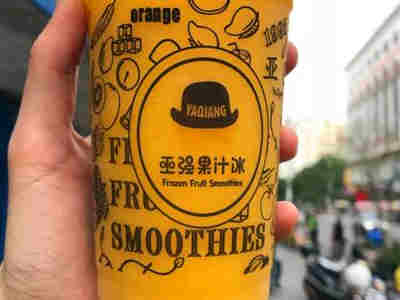 orange
YAQIANG
亚强果汁冰
Frozen Fruit Smoothies
SMOOTHIES